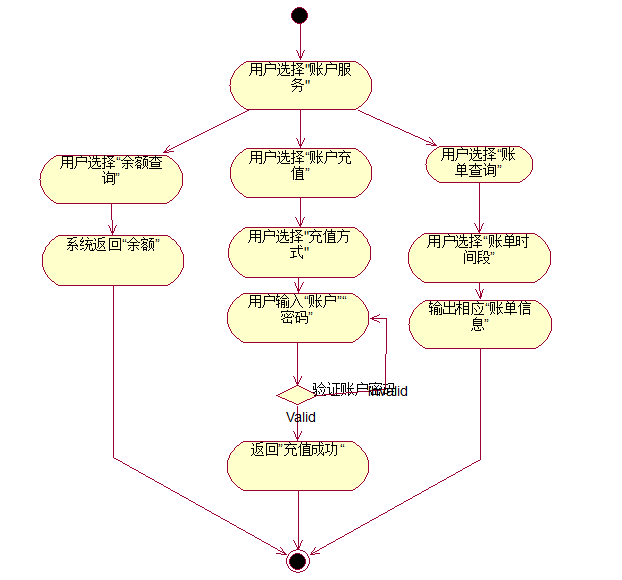 用户选择"账户服
务"
用户选择“余额查
询”
系统返回“余额”
用户选择“账户充
值”
用户选择"充值方
式"
用户输入“账户”“
密码”
验证账户密码
Invalid
Valid
返回”充值成功“
用户选择“账
单查询”
用户选择“账单时
间段”
输出相应“账单信
息”